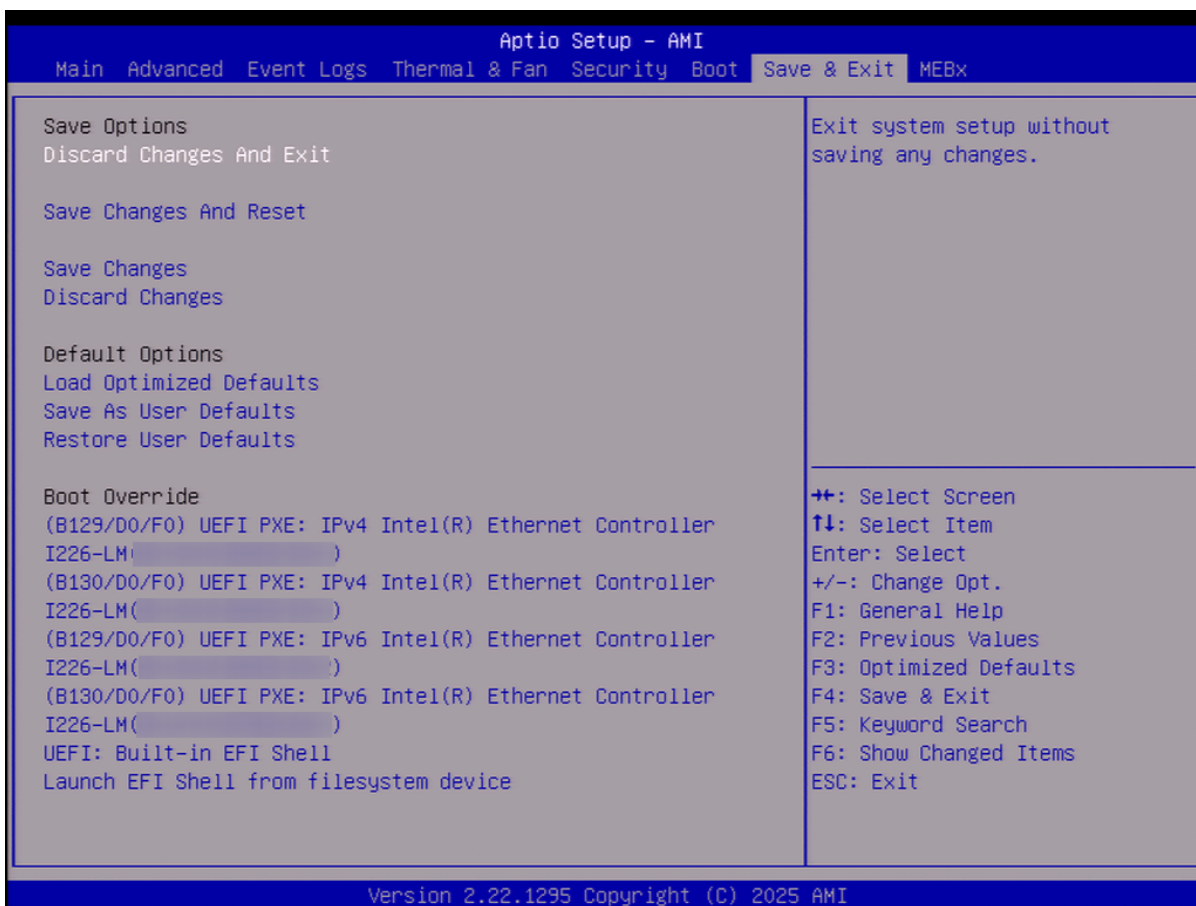 Aptio Setup – AMI
Main Advanced Event Logs Thermal & Fan Security Boot Save & Exit MEBx
Save Options
Discard Changes And Exit
Save Changes And Reset
Save Changes
Discard Changes
Default Options
Load Optimized Defaults
Save As User Defaults
Restore User Defaults
Boot Override
(B129/D0/F0) UEFI PXE: IPv4 Intel(R) Ethernet Controller
I226–LM( )
(B130/D0/F0) UEFI PXE: IPv4 Intel(R) Ethernet Controller
I226–LM( )
(B129/D0/F0) UEFI PXE: IPv6 Intel(R) Ethernet Controller
I226–LM( )
(B130/D0/F0) UEFI PXE: IPv6 Intel(R) Ethernet Controller
I226–LM( )
UEFI: Built–in EFI Shell
Launch EFI Shell from filesystem device
Exit system setup without
saving any changes.
→←: Select Screen
↑↓: Select Item
Enter: Select
+/–: Change Opt.
F1: General Help
F2: Previous Values
F3: Optimized Defaults
F4: Save & Exit
F5: Keyword Search
F6: Show Changed Items
ESC: Exit
Version 2.22.1295 Copyright (C) 2025 AMI